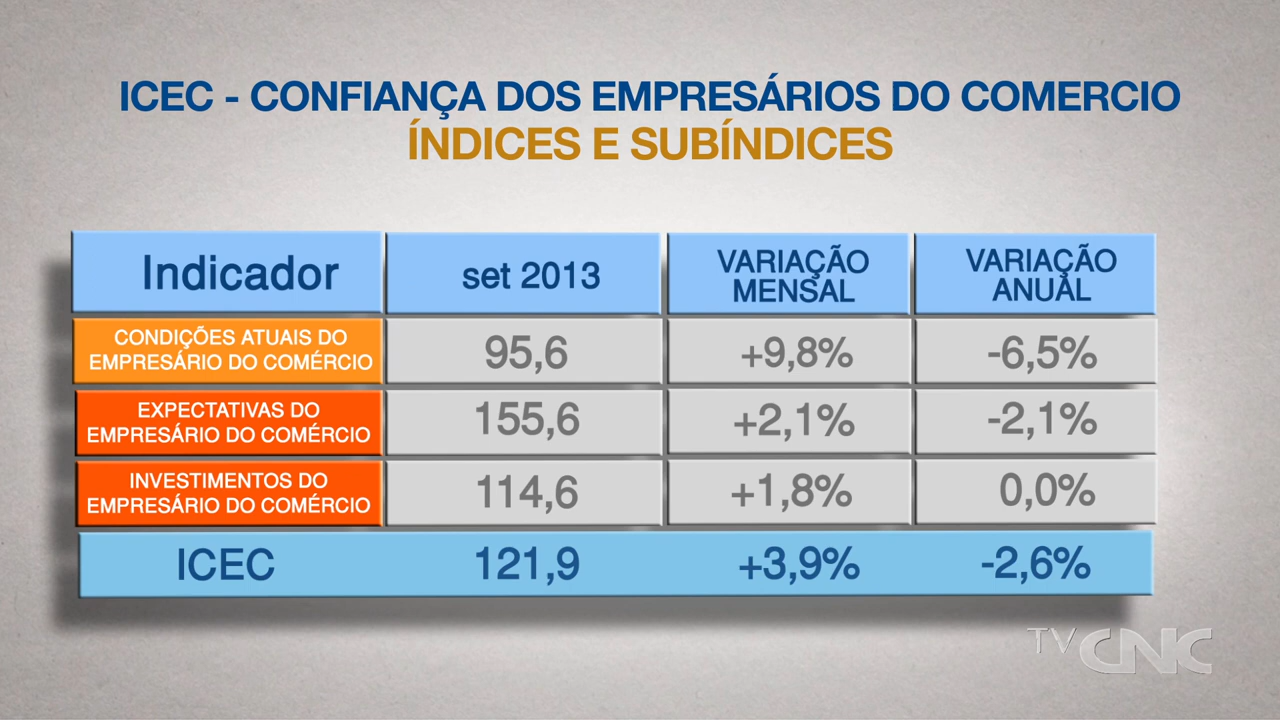 ICEC - CONFIANÇA DOS EMPRESÁRIOS DO COMERCIO
ÍNDICES E SUBÍNDICES
Indicador set 2013 VARIAÇÃO MENSAL VARIAÇÃO ANUAL
CONDIÇÕES ATUAIS DO
EMPRESÁRIO DO COMÉRCIO 95,6 +9,8% -6,5%
EXPECTATIVAS DO
EMPRESÁRIO DO COMÉRCIO 155,6 +2,1% -2,1%
INVESTIMENTOS DO
EMPRESÁRIO DO COMÉRCIO 114,6 +1,8% 0,0%
ICEC 121,9 +3,9% -2,6%
TV CNC